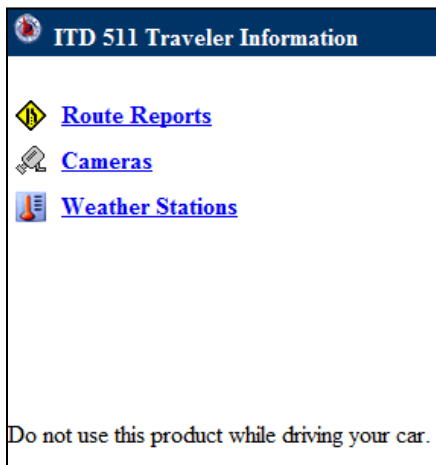 ITD 511 Traveler Information
Route Reports
Cameras
Weather Stations
Do not use this product while driving your car.